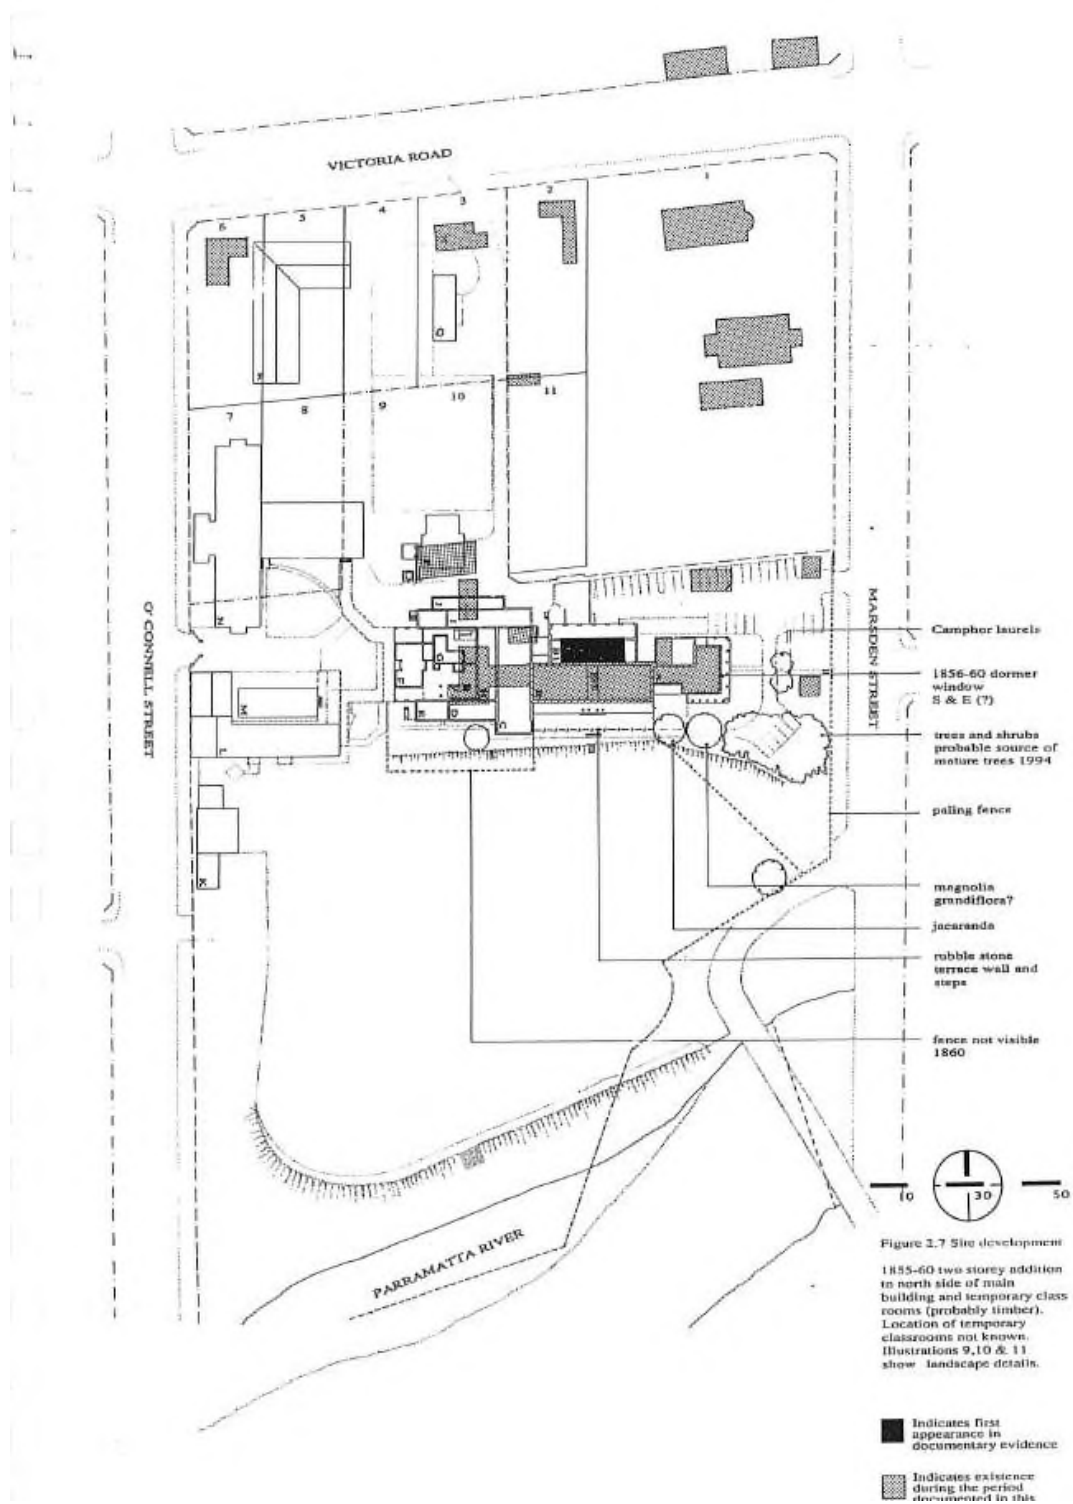 VICTORIA ROAD
1
2
3
4
5
6
7
8
9
10
11
O' CONNELL STREET
MARSDEN STREET
M
L
K
N
O
C
Camphor laurels
1856-60 dormer
window
S & E (?)
trees and shrubs
probable source of
mature trees 1994
paling fence
magnolia
grandiflora?
jacaranda
rubble stone
terrace wall and
steps
fence not visible
1860
PARRAMATTA RIVER
10
30
50
Figure 2.7 Site development
1855-60 two storey addition
to north side of main
building and temporary class
rooms (probably timber).
Location of temporary
classrooms not known.
Illustrations 9,10 & 11
show landscape details.
Indicates first
appearance in
documentary evidence
Indicates existence
during the period
documented in this